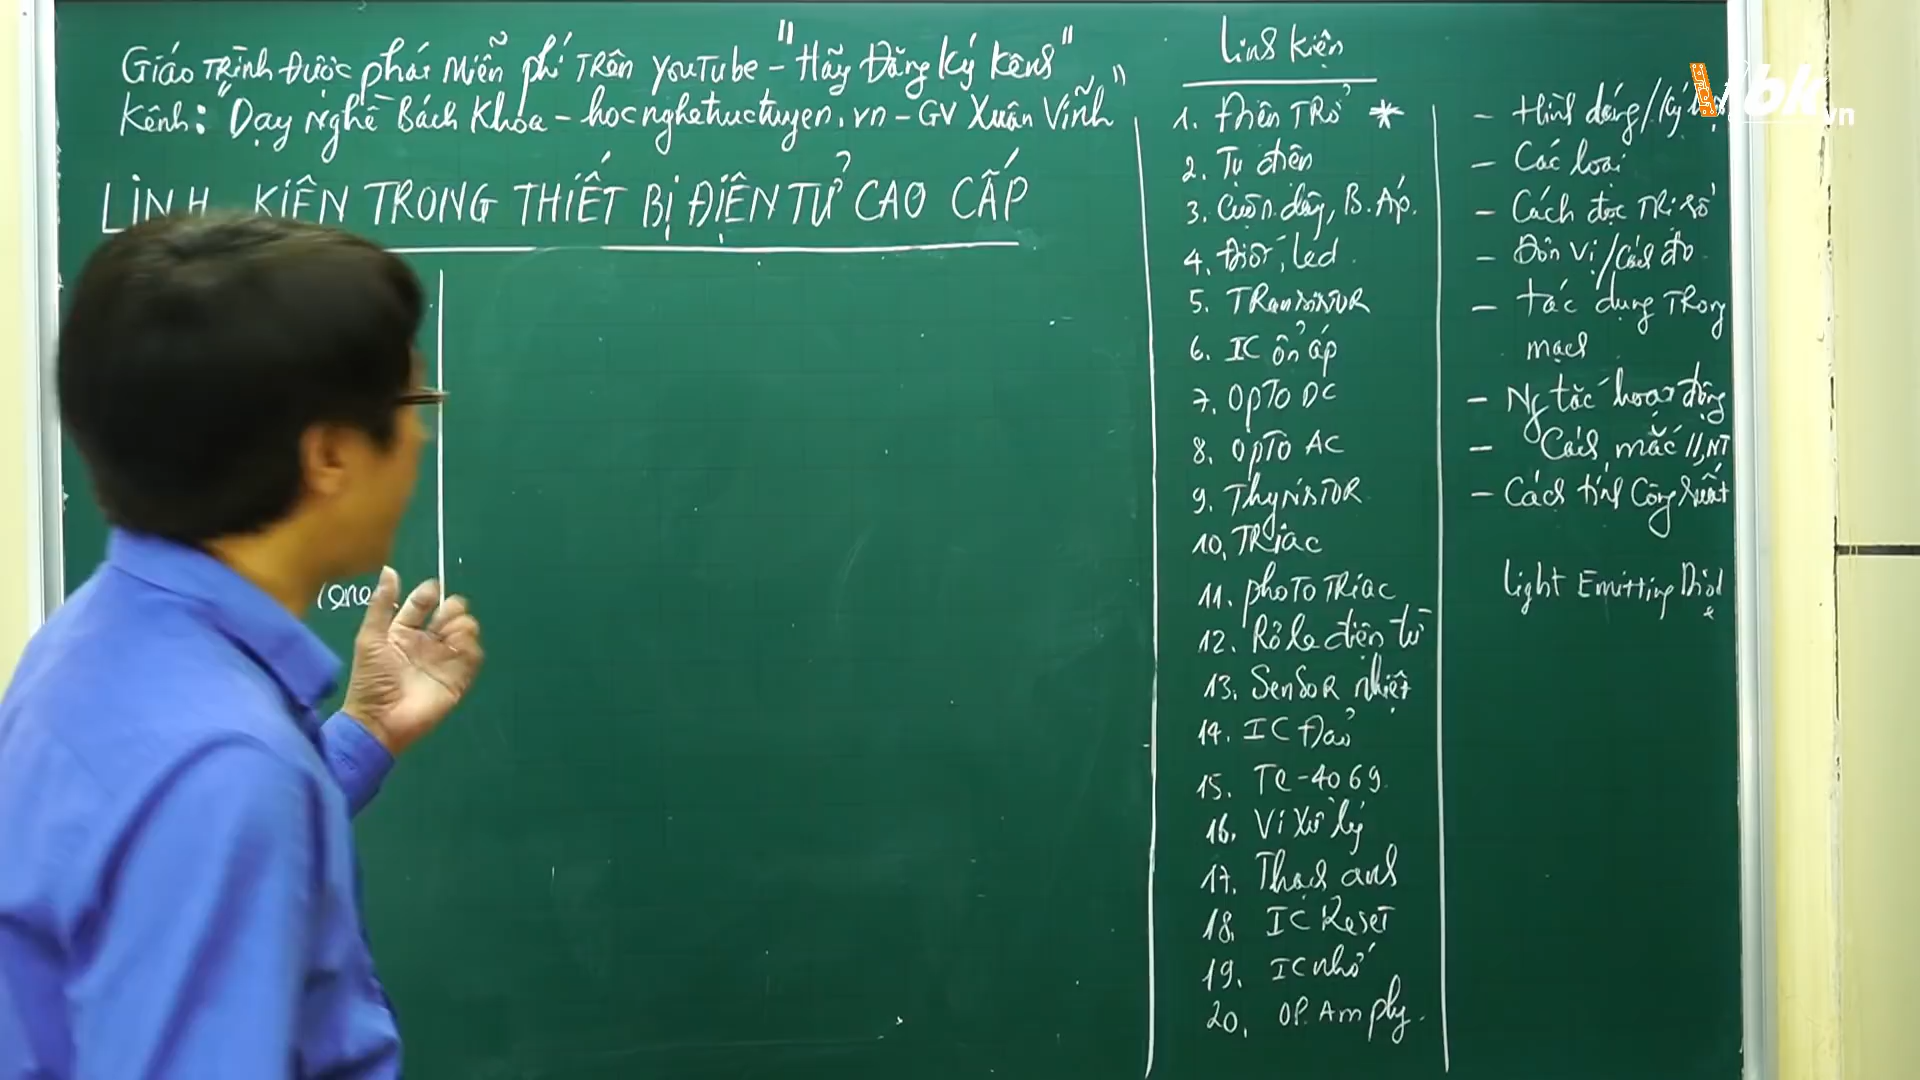 Giáo Trình Được phát Miễn phí Trên YouTube - "Hãy Đăng Ký Kênh"
Kênh: "Dạy Nghề Bách Khoa - hocnghetructuyen.vn - GV Xuân Vinh"
LINH KIỆN TRONG THIẾT BỊ ĐIỆN TỬ CAO CẤP
(one
Linh Kiện
1. Điện Trở *
2. Tụ điện
3. Cuộn dây, B. Áp.
4. Điốt, Led
5. Transistor
6. IC ổn áp
7. Opto DC
8. Opto AC
9. Thyristor
10. Triac
11. photo Triac
12. Rơle điện từ
13. Sensor nhiệt
14. IC Đảo
15. TC-4069
16. Vi Xử lý
17. Thạch anh
18. IC Reset
19. IC nhớ
20. OP. Amply.
- Hình dáng/Ký
- Các loại
- Cách đọc Trị số
- Đơn vị/Cách đo
- Tác dụng Trong
mạch
- Ng tắc hoạt động
- Cách mắc //, NT
- Cách tính Công suất
Light Emitting Diod
e
bk.vn